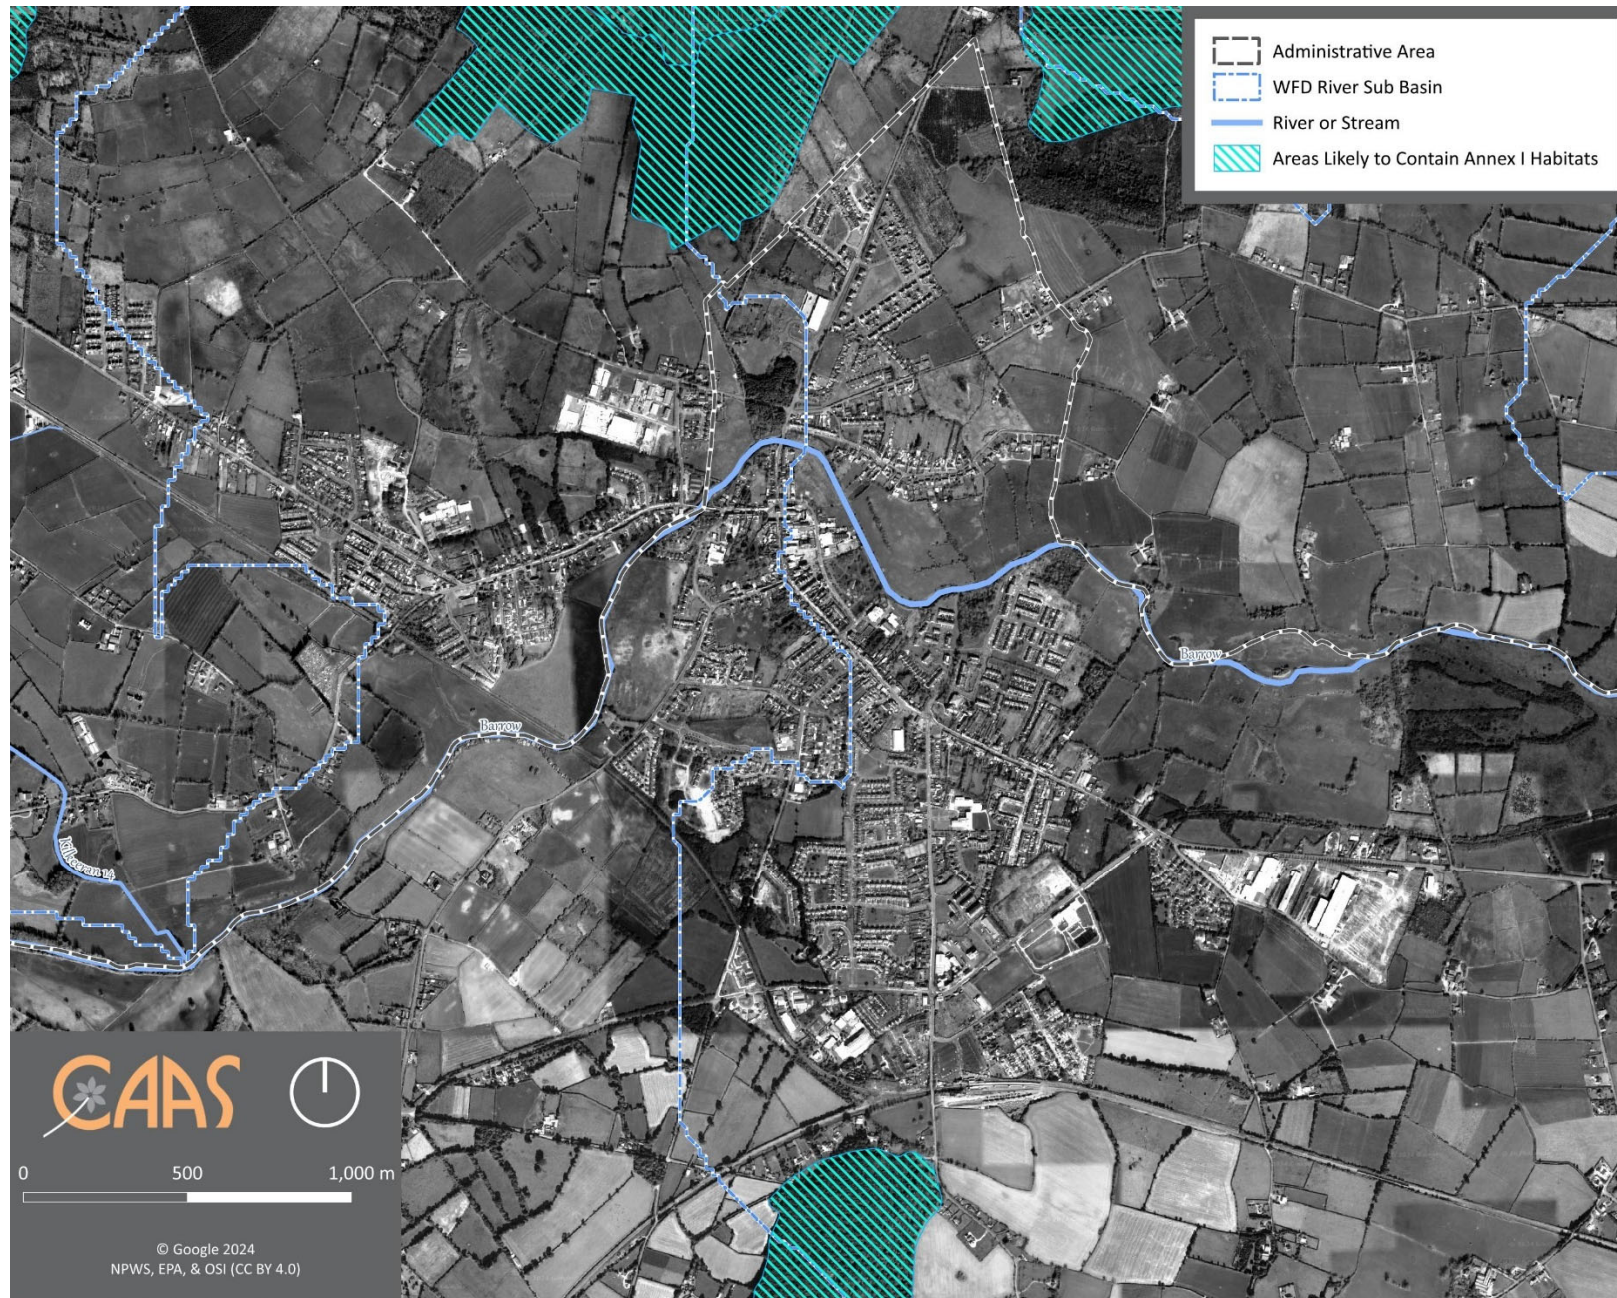 Administrative Area
WFD River Sub Basin
River or Stream
Areas Likely to Contain Annex I Habitats
Barrow
Barrow
Kilkeeran 14
CAAS
0 500 1,000 m
© Google 2024
NPWS, EPA, & OSI (CC BY 4.0)